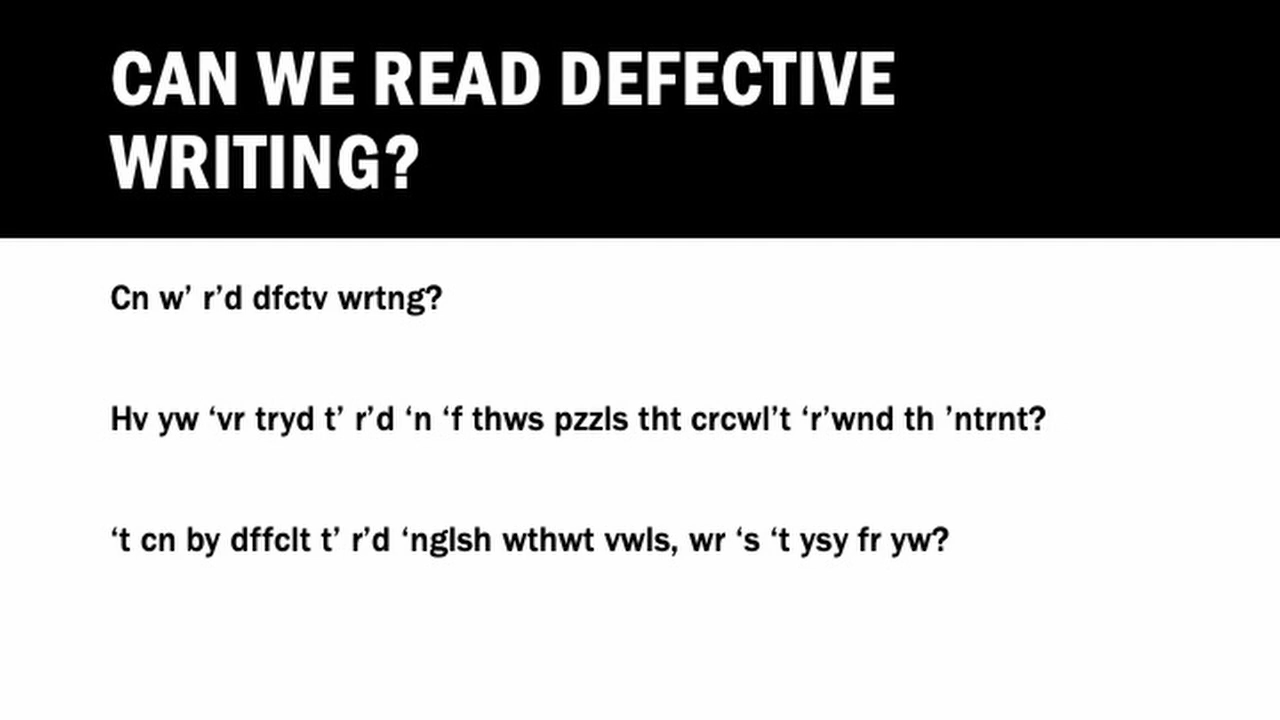 CAN WE READ DEFECTIVE
WRITING?
Cn w’ r’d dfctv wrtng?
Hv yw ‘vr tryd t’ r’d ‘n ‘f thws pzzls tht crcwl’t ‘r’wnd th ’ntrnt?
‘t cn by dffclt t’ r’d ‘nglsh wthwt vwls, wr ‘s ‘t ysy fr yw?